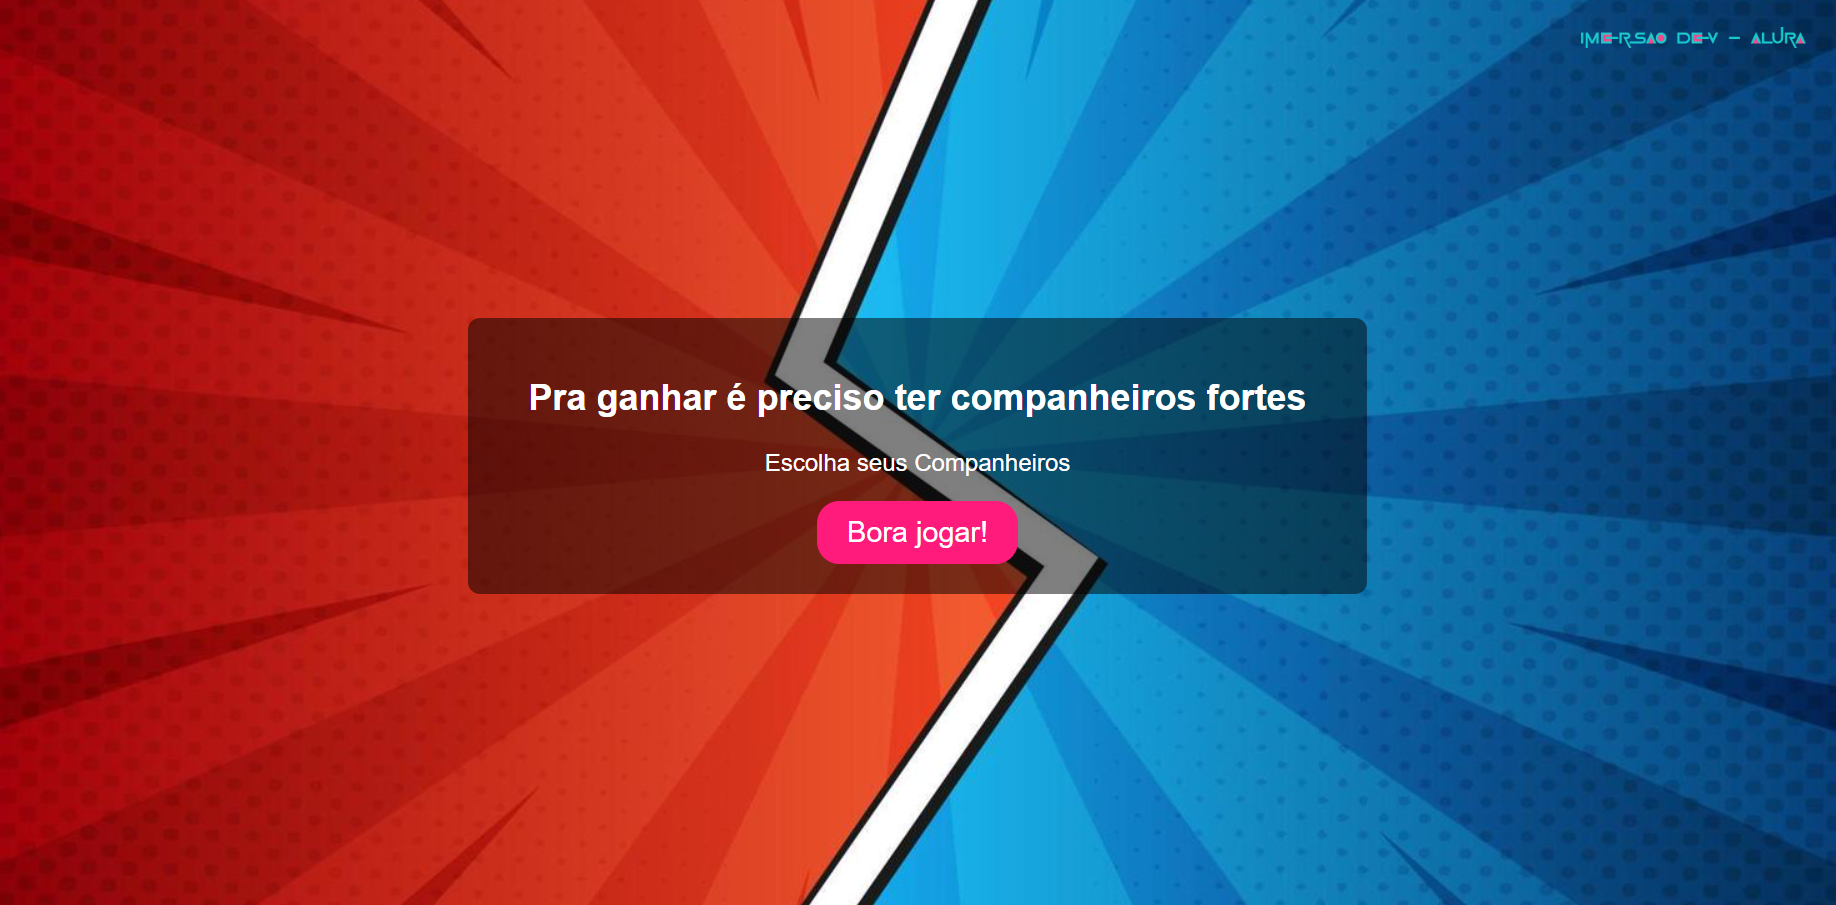 IMERSAO DEV - ALURA
Pra ganhar é preciso ter companheiros fortes
Escolha seus Companheiros
Bora jogar!